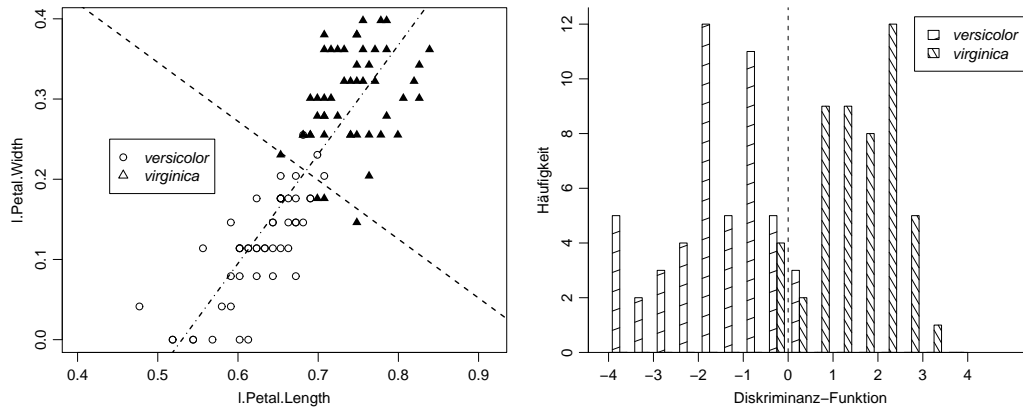 0.4
0.3
0.2
0.1
0.0
l.Petal.Width
versicolor
virginica
0.4 0.5 0.6 0.7 0.8 0.9
l.Petal.Length
12
10
8
6
4
2
0
Häufigkeit
versicolor
virginica
−4 −3 −2 −1 0 1 2 3 4
Diskriminanz−Funktion